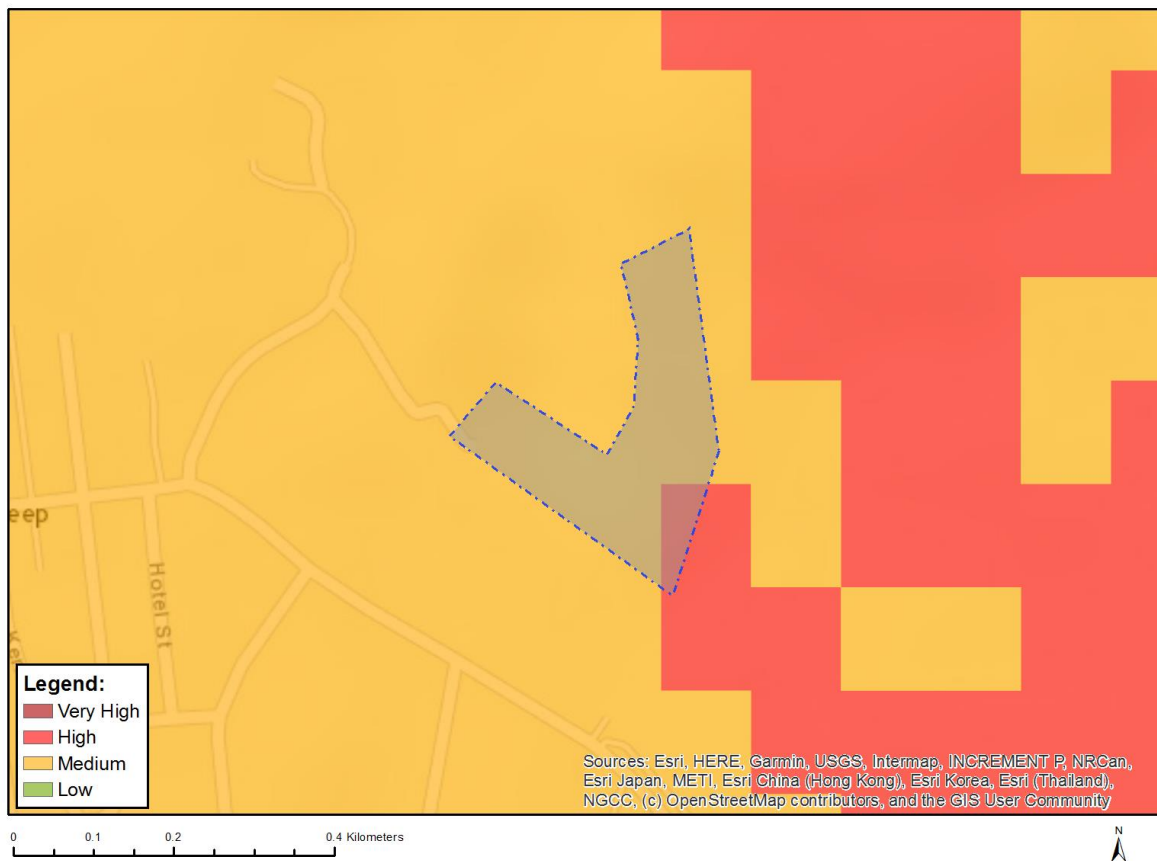 eep
Hotel St
Legend:
Very High
High
Medium
Low
Sources: Esri, HERE, Garmin, USGS, Intermap, INCREMENT P, NRCan,
Esri Japan, METI, Esri China (Hong Kong), Esri Korea, Esri (Thailand),
NGCC, (c) OpenStreetMap contributors, and the GIS User Community
0 0.1 0.2 0.4 Kilometers
N